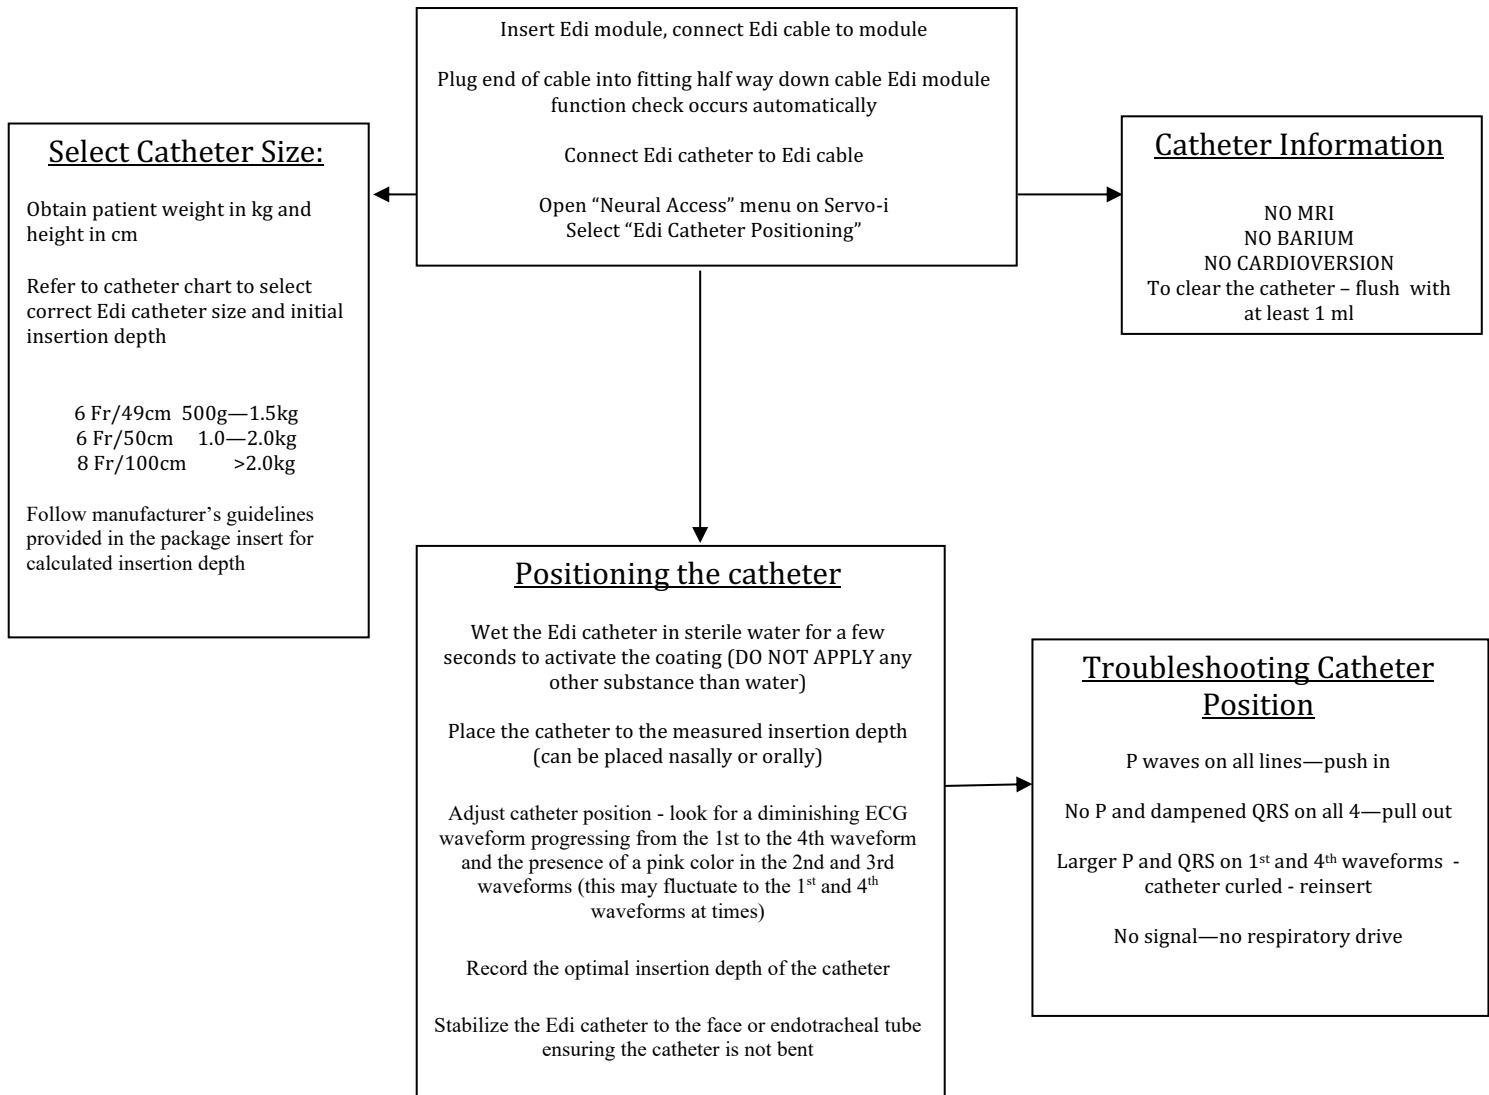 Insert Edi module, connect Edi cable to module
Plug end of cable into fitting half way down cable Edi module
function check occurs automatically
Connect Edi catheter to Edi cable
Open “Neural Access” menu on Servo-i
Select “Edi Catheter Positioning”
Select Catheter Size:
Obtain patient weight in kg and
height in cm
Refer to catheter chart to select
correct Edi catheter size and initial
insertion depth
6 Fr/49cm 500g—1.5kg
6 Fr/50cm 1.0—2.0kg
8 Fr/100cm >2.0kg
Follow manufacturer’s guidelines
provided in the package insert for
calculated insertion depth
Catheter Information
NO MRI
NO BARIUM
NO CARDIOVERSION
To clear the catheter – flush with
at least 1 ml
Positioning the catheter
Wet the Edi catheter in sterile water for a few
seconds to activate the coating (DO NOT APPLY any
other substance than water)
Place the catheter to the measured insertion depth
(can be placed nasally or orally)
Adjust catheter position - look for a diminishing ECG
waveform progressing from the 1st to the 4th waveform
and the presence of a pink color in the 2nd and 3rd
waveforms (this may fluctuate to the 1st and 4th
waveforms at times)
Record the optimal insertion depth of the catheter
Stabilize the Edi catheter to the face or endotracheal tube
ensuring the catheter is not bent
Troubleshooting Catheter
Position
P waves on all lines—push in
No P and dampened QRS on all 4—pull out
Larger P and QRS on 1st and 4th waveforms -
catheter curled - reinsert
No signal—no respiratory drive